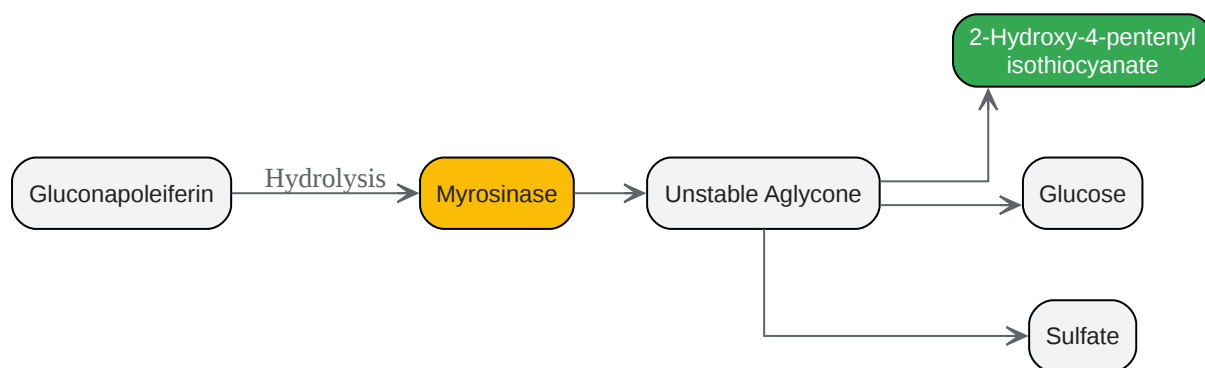 2-Hydroxy-4-pentenyl
isothiocyanate
Gluconapoleiferin
Hydrolysis
Myrosinase
Unstable Aglycone
Glucose
Sulfate